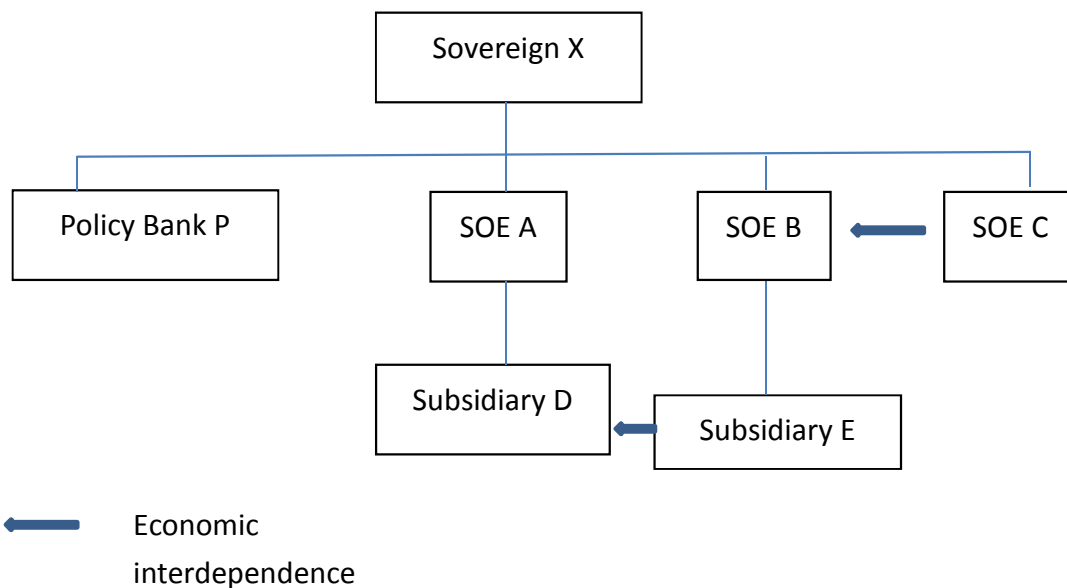 Sovereign X
Policy Bank P
SOE A
SOE B
SOE C
Subsidiary D
Subsidiary E
Economic
interdependence